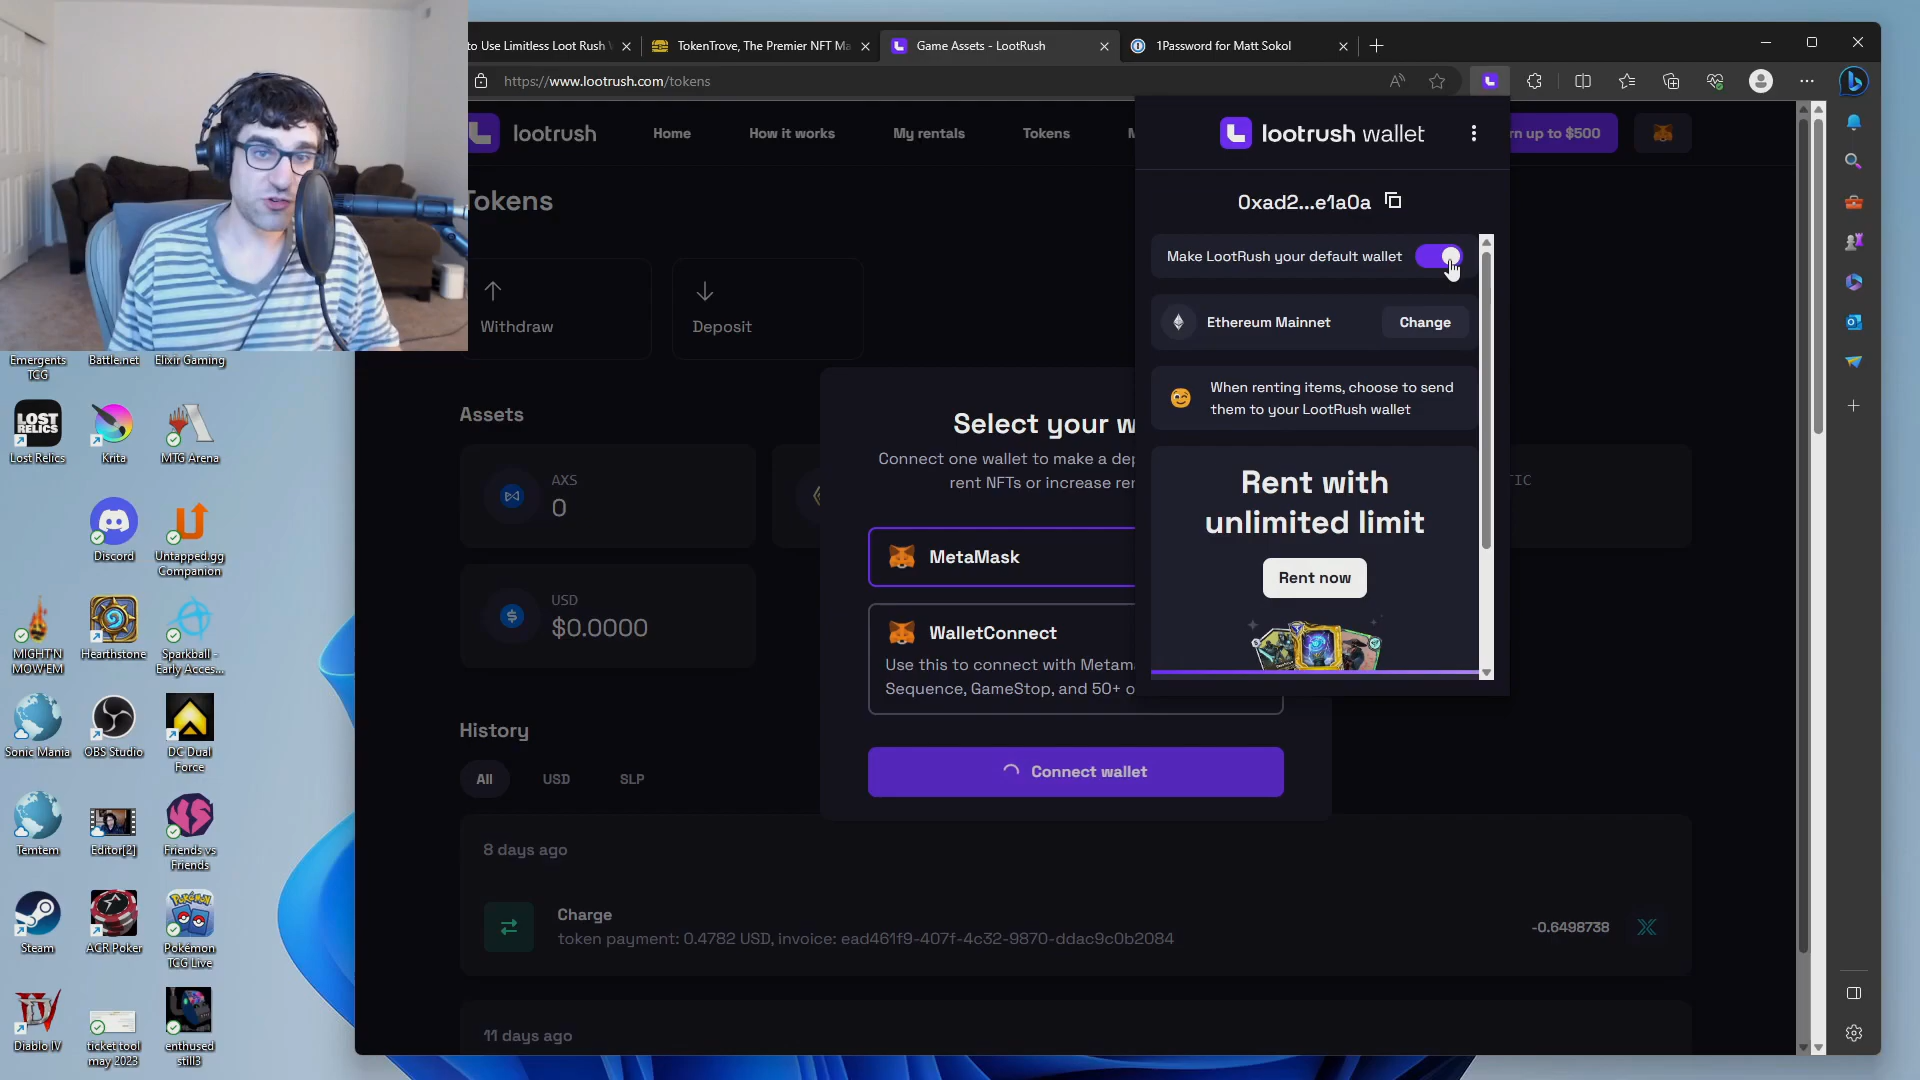 to Use Limitless Loot Rush
TokenTrove, The Premier NFT Ma
Game Assets - LootRush
1Password for Matt Sokol
https://www.lootrush.com/tokens
lootrush
Home
How it works
My rentals
Tokens
M
rn up to $500
lootrush wallet
0xad2...e1a0a
Make LootRush your default wallet
Ethereum Mainnet
Change
When renting items, choose to send
them to your LootRush wallet
Rent with
unlimited limit
Rent now
Tokens
Withdraw
Deposit
Assets
AXS
0
TIC
USD
$0.0000
Select your w
Connect one wallet to make a dep
rent NFTs or increase ren
MetaMask
WalletConnect
Use this to connect with Metama
Sequence, GameStop, and 50+ o
Connect wallet
History
All
USD
SLP
8 days ago
Charge
token payment: 0.4782 USD, invoice: ead461f9-407f-4c32-9870-ddac9c0b2084
-0.6498738
11 days ago
Emergents
TCG
Battle.net
Elixir Gaming
LOST
RELICS
Lost Relics
Krita
MTG Arena
Discord
Untapped.gg
Companion
MIGHT'N
MOW'EM
Hearthstone
Sparkball -
Early Acces...
Sonic Mania
OBS Studio
DC Dual
Force
Temtem
Editor[2]
Friends vs
Friends
Steam
ACR Poker
Pokémon
TCG Live
Diablo IV
ticket tool
may 2023
enthused
still3